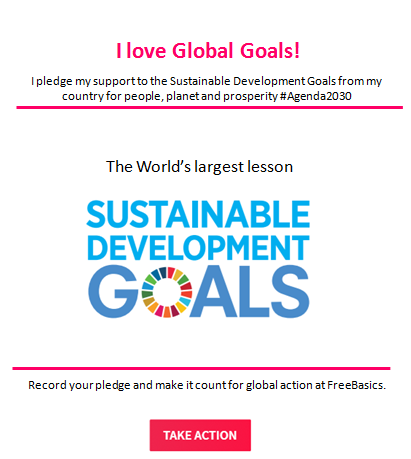 I love Global Goals!
I pledge my support to the Sustainable Development Goals from my
country for people, planet and prosperity #Agenda2030
The World's largest lesson
SUSTAINABLE
DEVELOPMENT
GOALS
Record your pledge and make it count for global action at FreeBasics.
TAKE ACTION